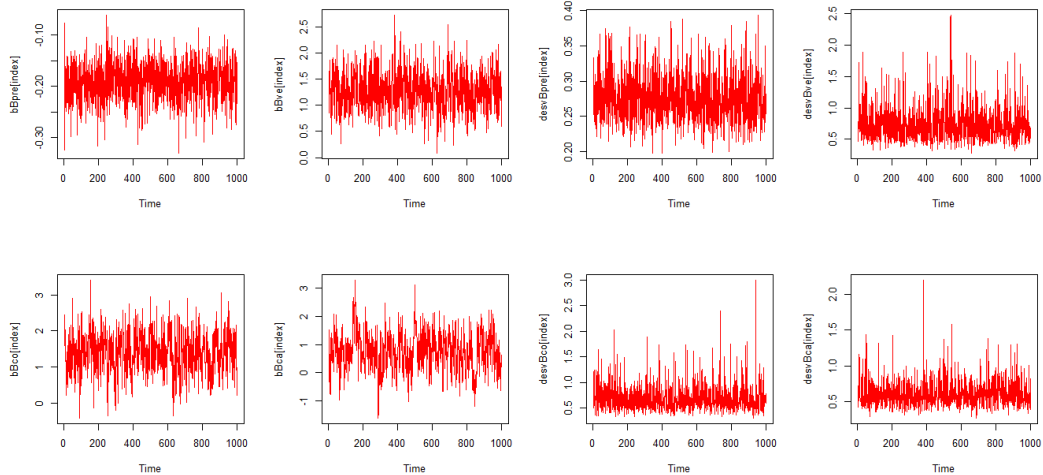 bBpre[index]
-0.30 -0.20 -0.10
0 200 400 600 800 1000
Time
bBve[index]
0.0 0.5 1.0 1.5 2.0 2.5
0 200 400 600 800 1000
Time
desvBpre[index]
0.20 0.25 0.30 0.35 0.40
0 200 400 600 800 1000
Time
desvBve[index]
0.5 1.0 1.5 2.0 2.5
0 200 400 600 800 1000
Time
bBco[index]
0 1 2 3
0 200 400 600 800 1000
Time
bBca[index]
-1 0 1 2 3
0 200 400 600 800 1000
Time
desvBco[index]
0.5 1.0 1.5 2.0 2.5 3.0
0 200 400 600 800 1000
Time
desvBca[index]
0.5 1.0 1.5 2.0
0 200 400 600 800 1000
Time